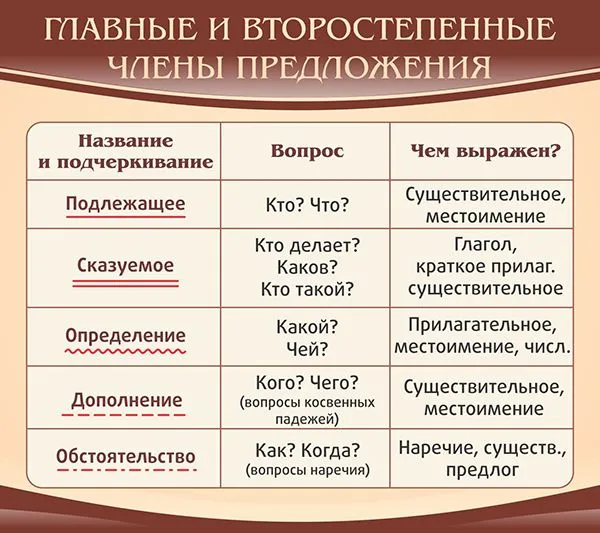 ГЛАВНЫЕ И ВТОРОСТЕПЕННЫЕ
ЧЛЕНЫ ПРЕДЛОЖЕНИЯ
Название
и подчеркивание
Вопрос
Чем выражен?
Подлежащее
Кто? Что?
Существительное,
местоимение
Сказуемое
Кто делает?
Каков?
Кто такой?
Глагол,
краткое прилаг.
существительное
Определение
Какой?
Чей?
Прилагательное,
местоимение, числ.
Дополнение
Кого? Чего?
(вопросы косвенных
падежей)
Существительное,
местоимение
Обстоятельство
Как? Когда?
(вопросы наречия)
Наречие, существ.,
предлог